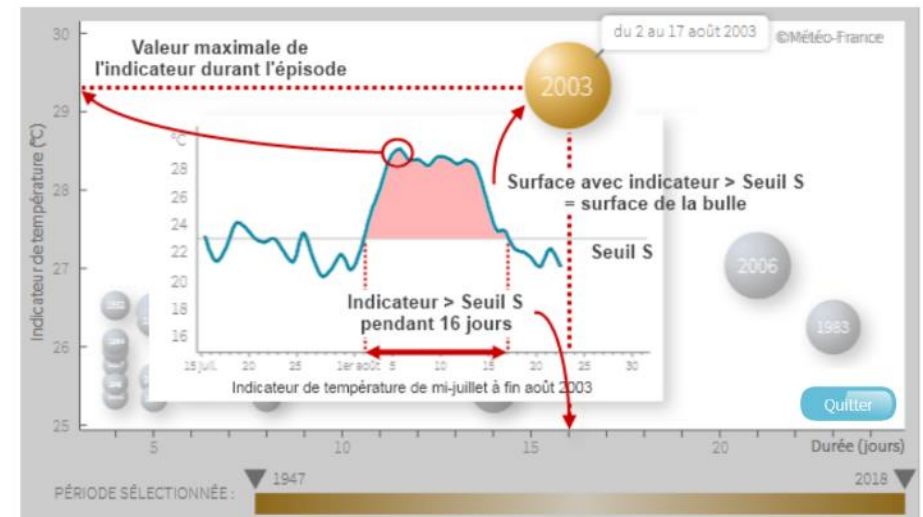 30
du 2 au 17 août 2003
©Météo-France
Valeur maximale de
l'indicateur durant l'épisode
2003
29
Indicateur de température (°C)
°C
28
26
24
22
20
18
16
Surface avec indicateur > Seuil S
= surface de la bulle
Seuil S
28
27
26
25
2006
1983
Indicateur > Seuil S
pendant 16 jours
15 juil. 20 25 1er août 5 10 15 20 25 30
Indicateur de température de mi-juillet à fin août 2003
Quitter
5 10 15 20 Durée (jours)
1947 2018
PÉRIODE SÉLECTIONNÉE :